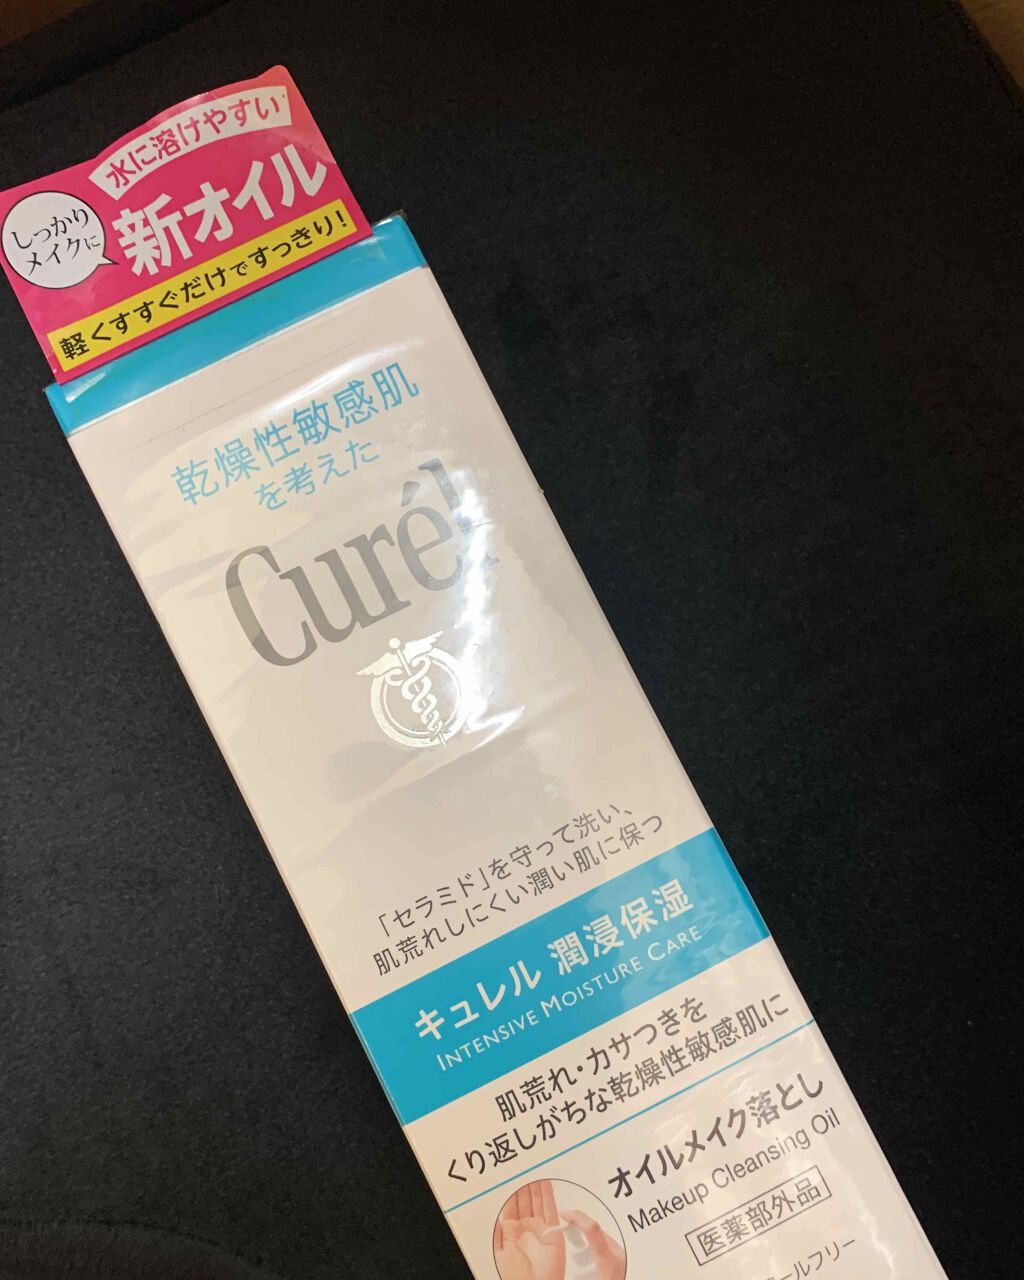 水に溶けやすい
しっかり
メイクに
新オイル
軽くすすぐだけですっきり!
乾燥性敏感肌
を考えた
Curél
「セラミド」を守って洗い、
肌荒れしにくい潤い肌に保つ
キュレル 潤浸保湿
INTENSIVE MOISTURE CARE
肌荒れ・カサつきを
くり返しがちな乾燥性敏感肌に
オイルメイク落とし
Makeup Cleansing Oil
医薬部外品
ールフリー